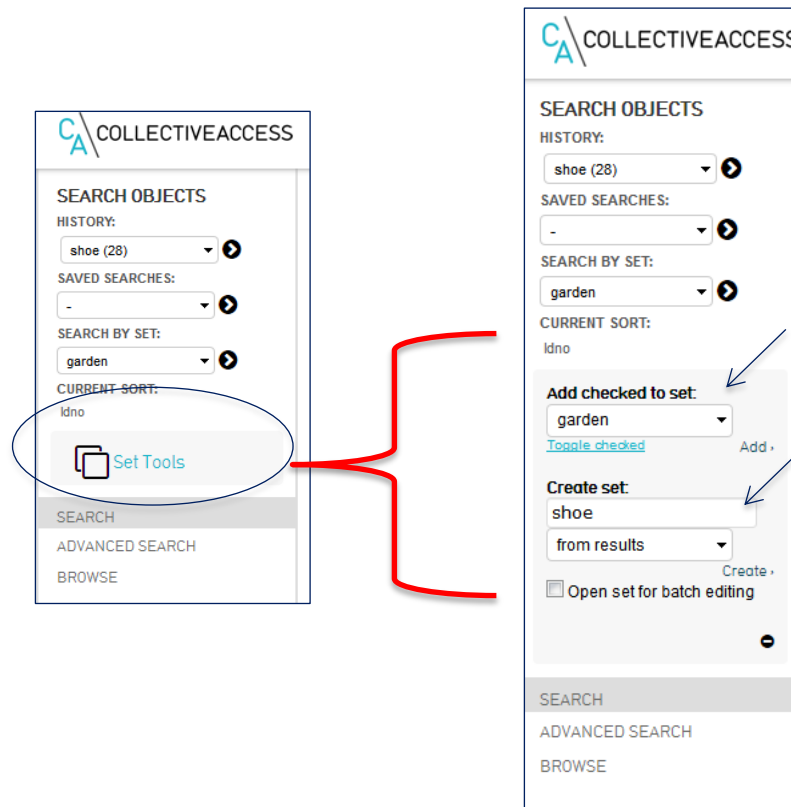 CA COLLECTIVEACCESS
SEARCH OBJECTS
HISTORY:
shoe (28)
SAVED SEARCHES:
-
SEARCH BY SET:
garden
CURRENT SORT:
Idno
Set Tools
SEARCH
ADVANCED SEARCH
BROWSE
CA COLLECTIVEACCESS
SEARCH OBJECTS
HISTORY:
shoe (28)
SAVED SEARCHES:
-
SEARCH BY SET:
garden
CURRENT SORT:
Idno
Add checked to set:
garden
Toggle checked Add ›
Create set:
shoe
from results
Create ›
Open set for batch editing
SEARCH
ADVANCED SEARCH
BROWSE